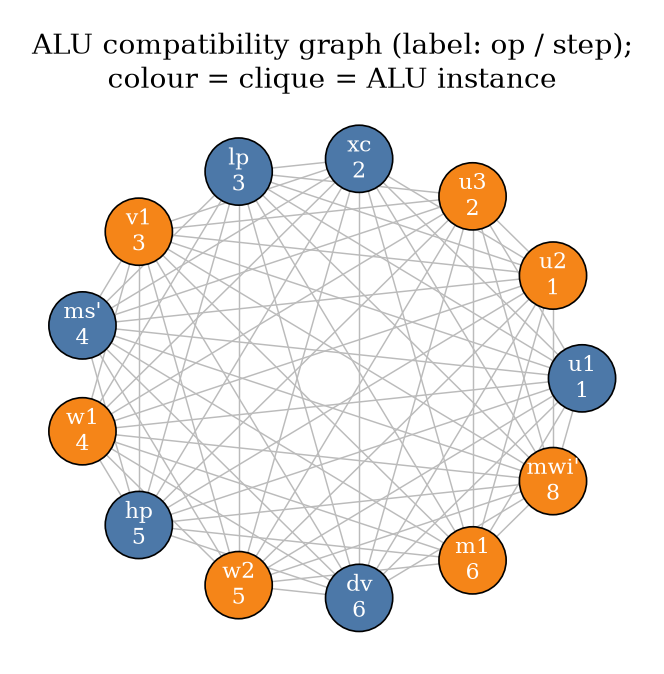 ALU compatibility graph (label: op / step);
colour = clique = ALU instance
xc
2
lp
3
u3
2
v1
3
u2
1
ms'
4
u1
1
w1
4
mwi'
8
hp
5
m1
6
w2
5
dv
6